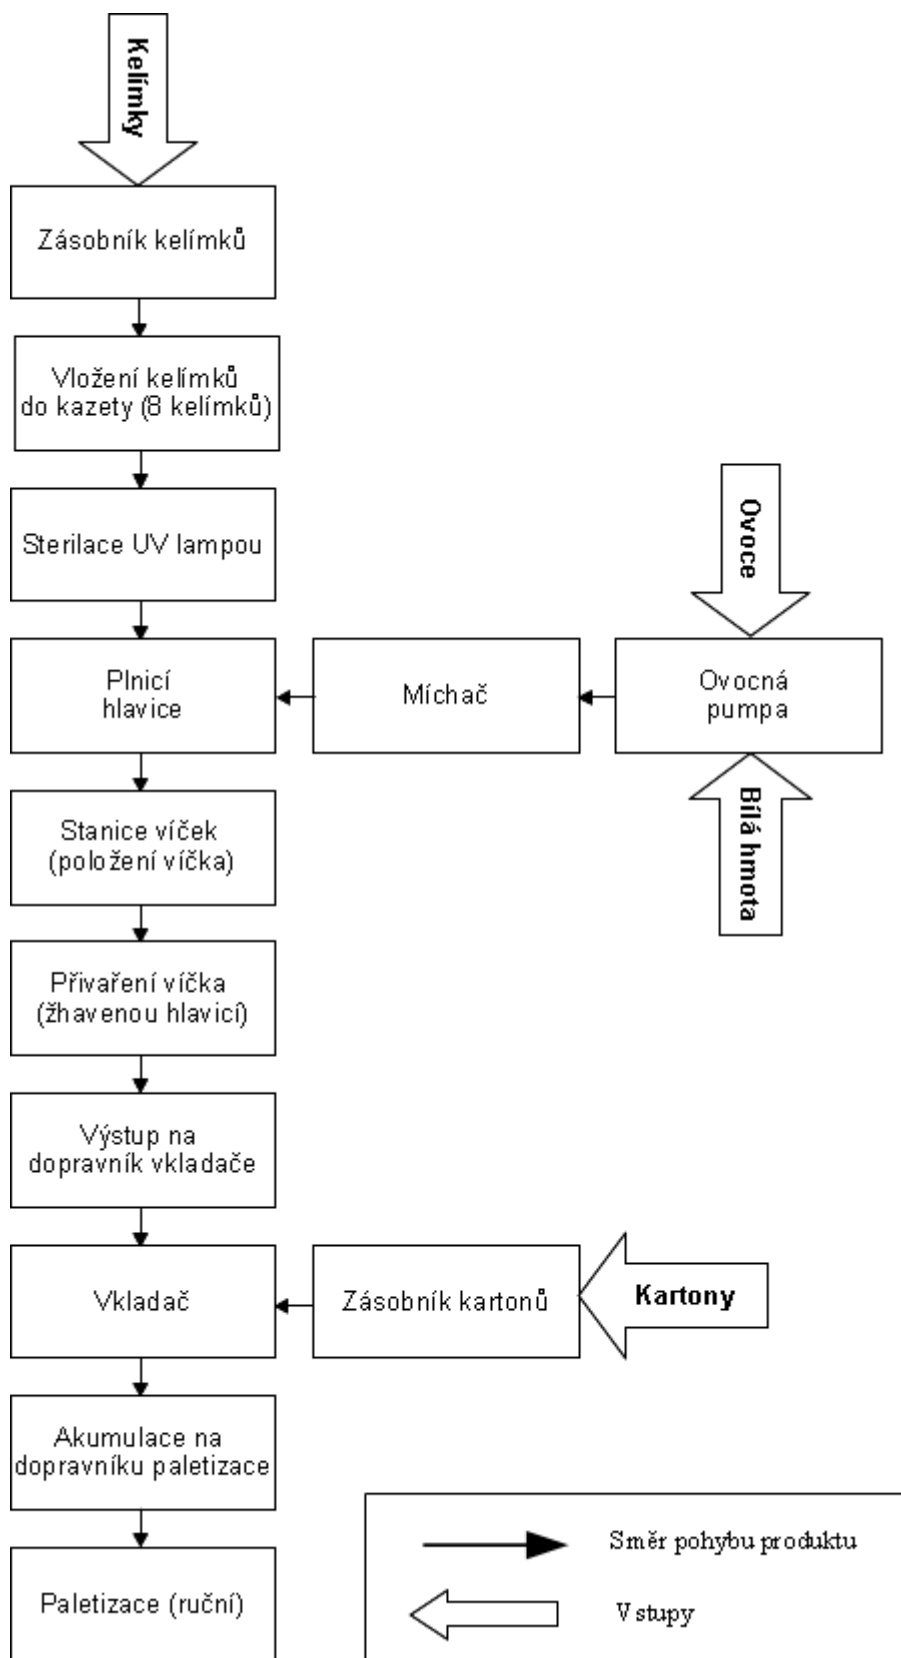 Kelímky
Zásobník kelímků
Vložení kelímků
do kazety (8 kelímků)
Sterilace UV lampou
Ovoce
Plnicí
hlavice
Míchač
Ovocná
pumpa
Bílá hmota
Stanice víček
(položení víčka)
Přivaření víčka
(žhavenou hlavicí)
Výstup na
dopravník vkladače
Vkladač
Zásobník kartonů
Kartony
Akumulace na
dopravníku paletizace
Paletizace (ruční)
Směr pohybu produktu
Vstupy